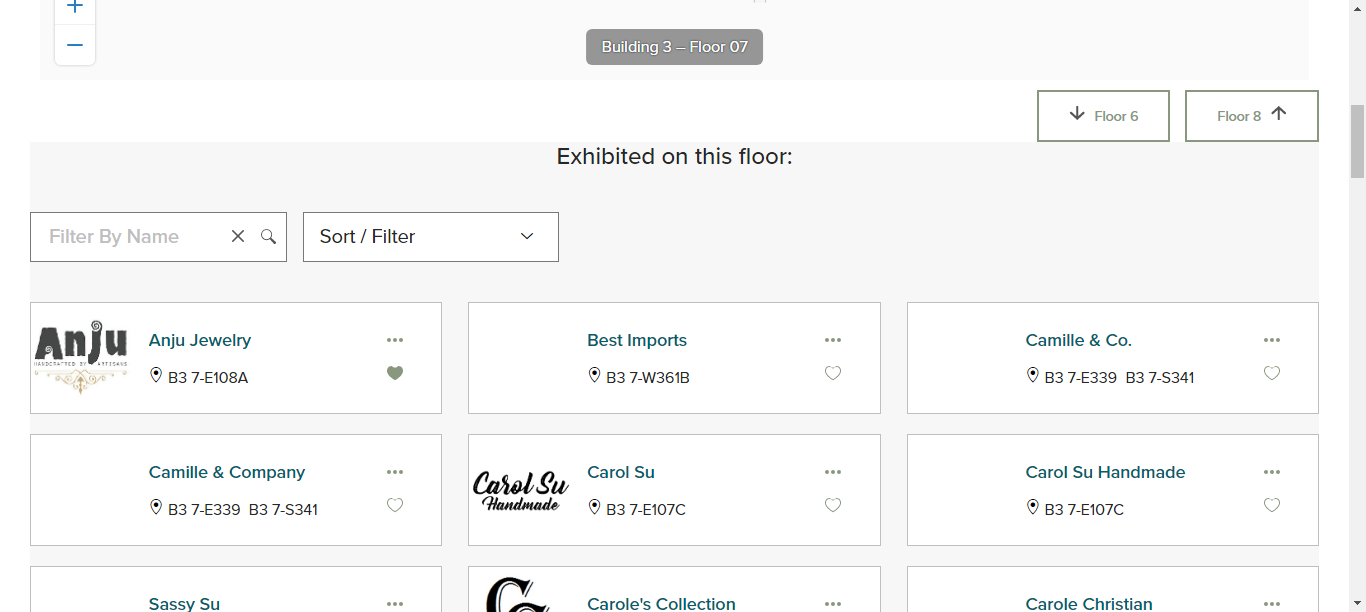 +
−
Building 3 – Floor 07
↓ Floor 6
Floor 8 ↑
Exhibited on this floor:
Filter By Name
Sort / Filter
Anju
HANDCRAFTED BY ARTISANS
Anju Jewelry
B3 7-E108A
Best Imports
B3 7-W361B
Camille & Co.
B3 7-E339 B3 7-S341
Camille & Company
B3 7-E339 B3 7-S341
Carol Su
Handmade
Carol Su
B3 7-E107C
Carol Su Handmade
B3 7-E107C
Sassy Su
Carole's Collection
Carole Christian